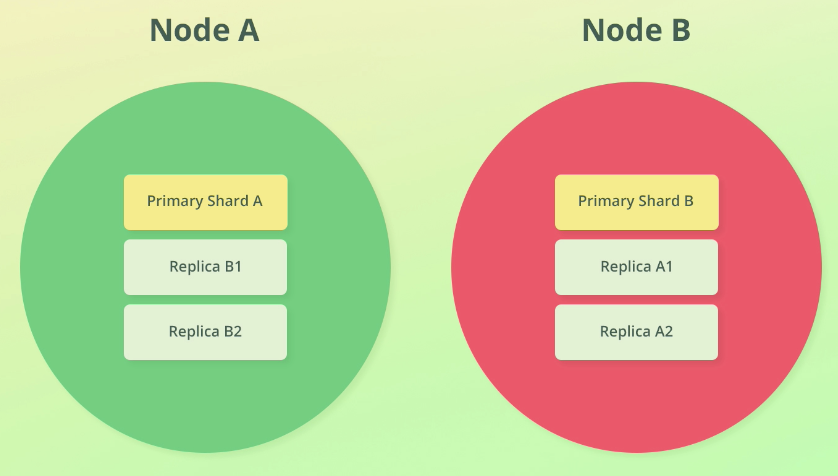 Node A
Node B
Primary Shard A
Replica B1
Replica B2
Primary Shard B
Replica A1
Replica A2